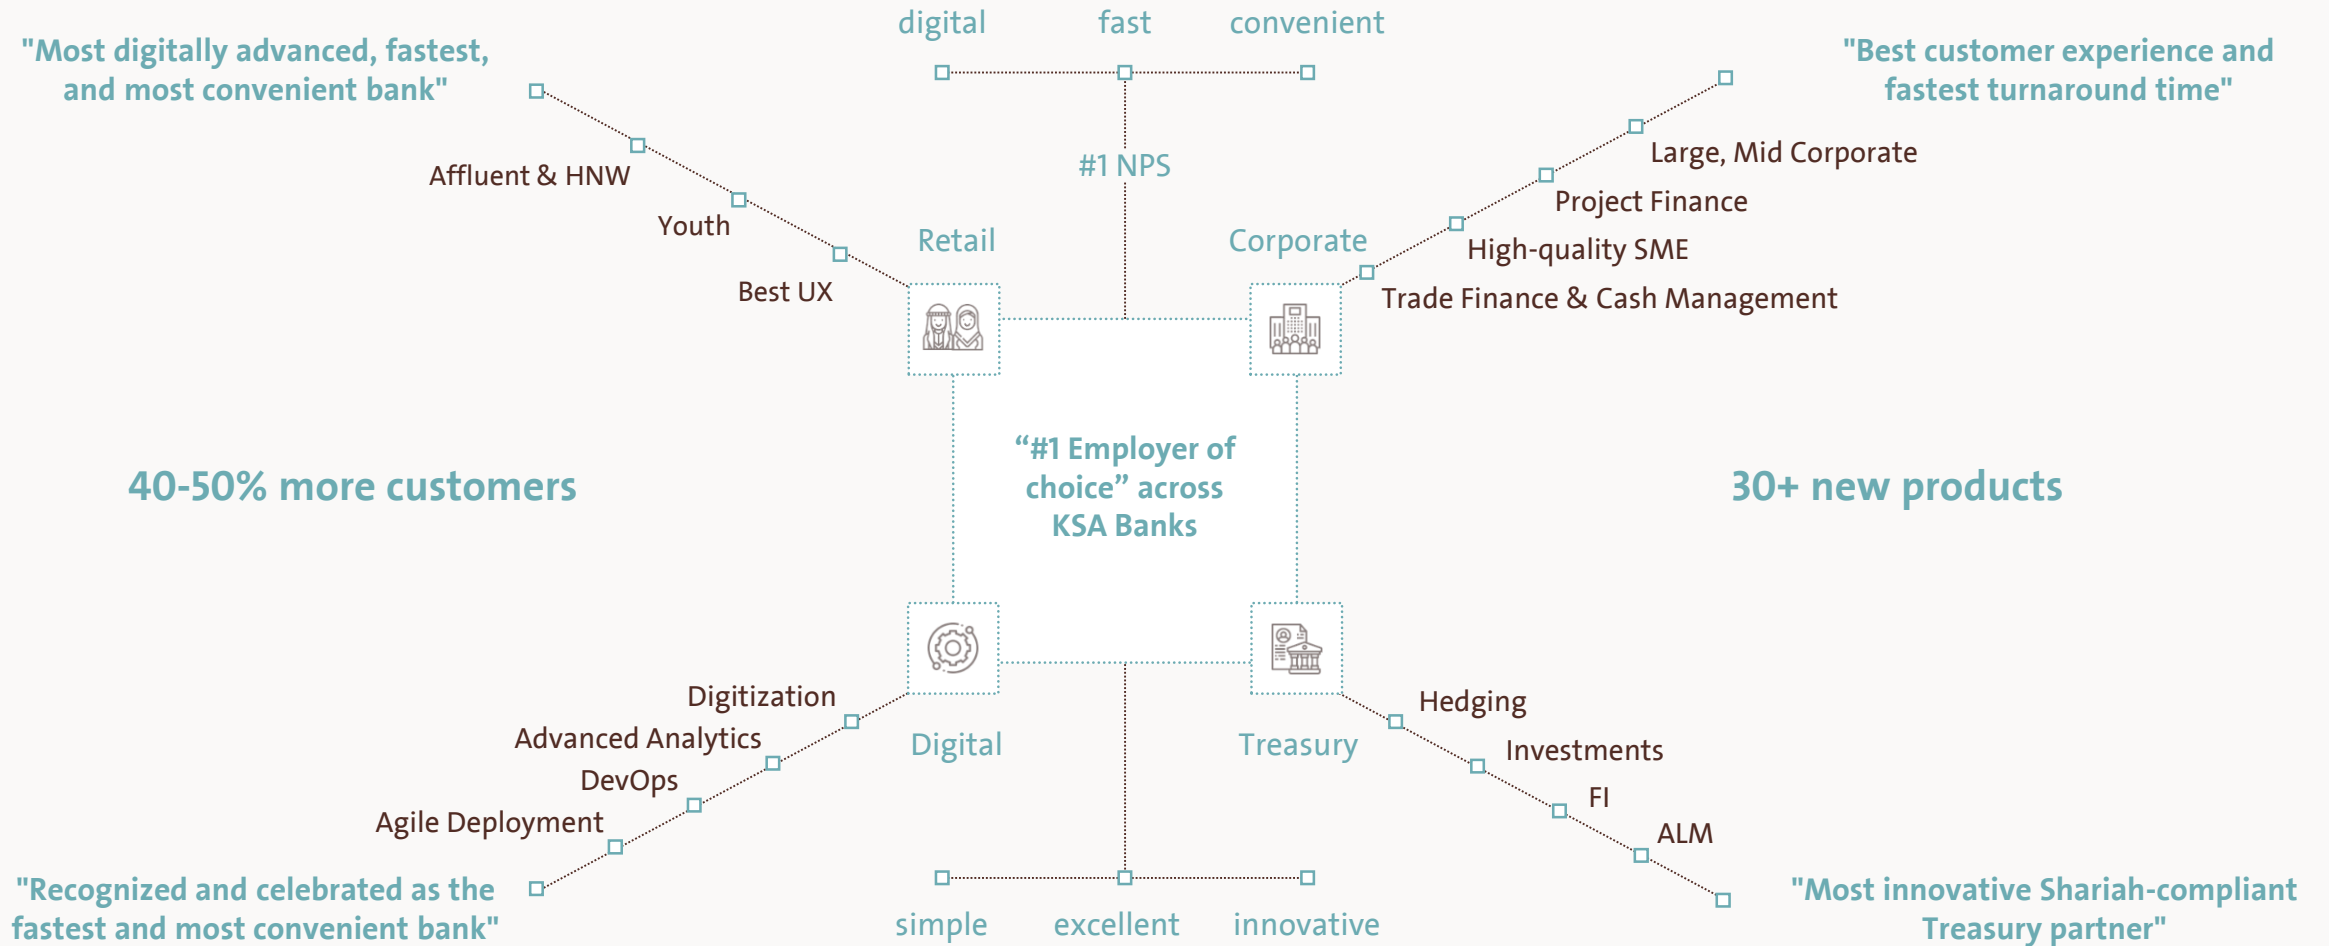 digital
fast
convenient
"Most digitally advanced, fastest,
and most convenient bank"
"Best customer experience and
fastest turnaround time"
#1 NPS
Affluent & HNW
Youth
Best UX
Retail
Corporate
Large, Mid Corporate
Project Finance
High-quality SME
Trade Finance & Cash Management
40-50% more customers
“#1 Employer of
choice” across
KSA Banks
30+ new products
Digitization
Advanced Analytics
DevOps
Agile Deployment
Digital
Treasury
Hedging
Investments
FI
ALM
"Recognized and celebrated as the
fastest and most convenient bank"
simple
excellent
innovative
"Most innovative Shariah-compliant
Treasury partner"